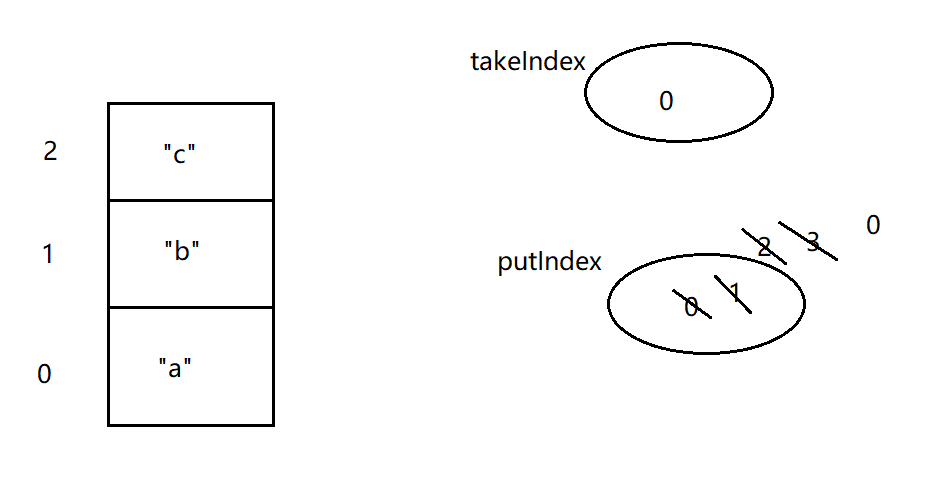 2 "c"
1 "b"
0 "a"
takeIndex 0
putIndex 0 1 2 3 0